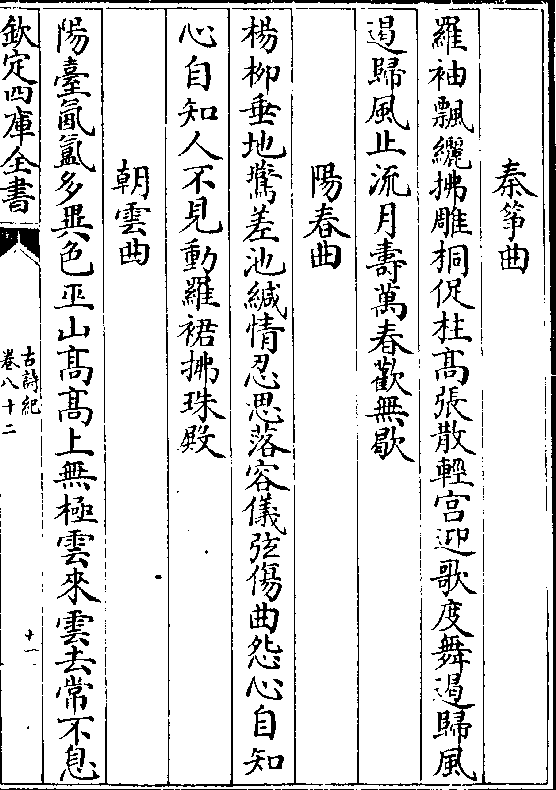 秦筝曲
羅袖飄纚拂雕桐促柱髙張散輕宫迎歌度舞遏歸風
遏歸風止流月壽萬春歡無歇
陽春曲
楊柳垂地鷰差池緘情忍思落容儀弦傷曲怨心自知
心自知人不見動羅裙拂珠殿
朝雲曲
陽臺氤氲多異色巫山髙髙上無極雲來雲去常不息
欽定四庫全書
古詩紀
卷八十二
十一